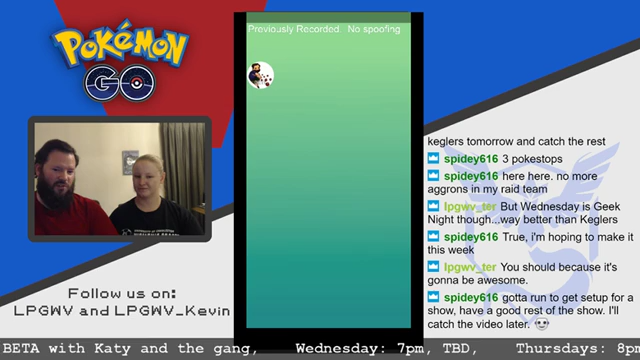 POKéMON
GO
Previously Recorded. No spoofing
keglers tomorrow and catch the rest
spidey616 3 pokestops
spidey616 here here. no more
aggrons in my raid team
lpgwv_ter But Wednesday is Geek
Night though...way better than Keglers
spidey616 True, i'm hoping to make it
this week
lpgwv_ter You should because it's
gonna be awesome.
spidey616 gotta run to get setup for a
show, have a good rest of the show. I'll
catch the video later.
Follow us on:
LPGWV and LPGWV_Kevin
BETA with Katy and the gang, Wednesday: 7pm, TBD, Thursdays: 8pm